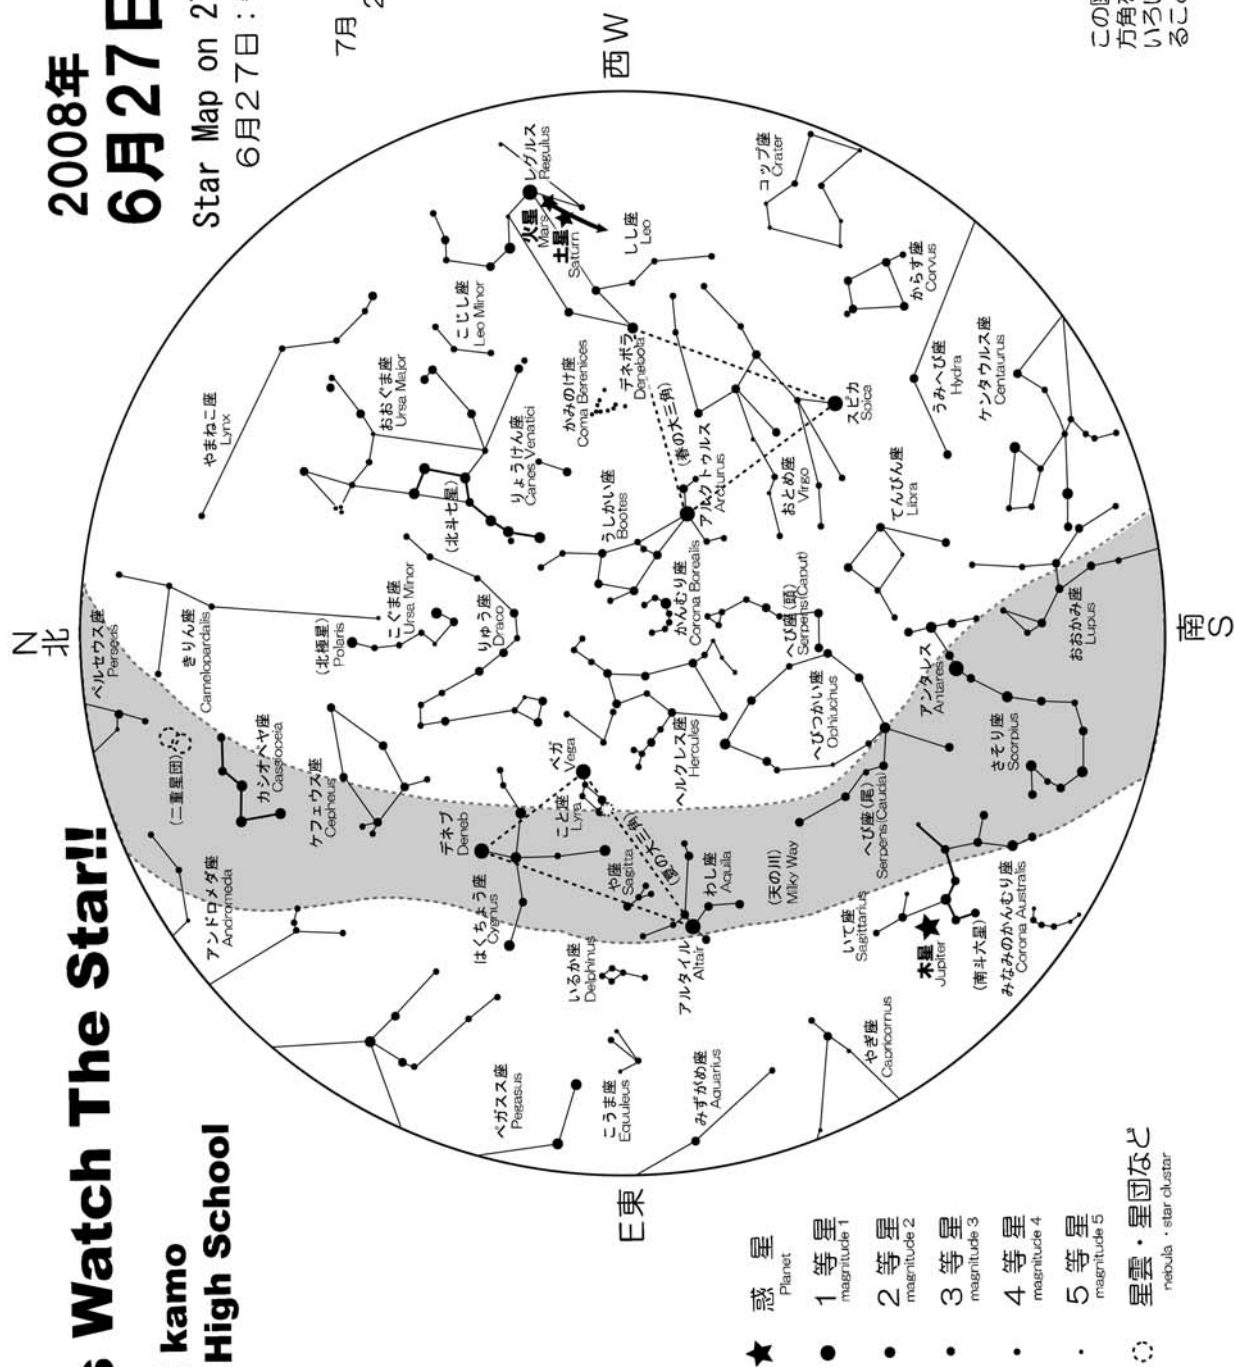 2008年
6月27日
Star Map on 2
6月27日:
7月
2
Watch The Star!!
kamo
High School
この
方角
いろ
るこ
N
北
西 W
E 東
南
S
ペルセウス座
Perseus
きりん座
Camelopardalis
(二重星団)
カシオペヤ座
Cassiopeia
ケフェウス座
Cepheus
アンドロメダ座
Andromeda
(北極星)
Polaris
こぐま座
Ursa Minor
りゅう座
Draco
やまねこ座
Lynx
おおぐま座
Ursa Major
(北斗七星)
こじし座
Leo Minor
りょうけん座
Canes Venatici
かみのけ座
Coma Berenices
レグルス
Regulus
火星
Mars
土星
Saturn
しし座
Leo
デネボラ
Denebola
(春の大三角)
うしかい座
Bootes
アルクトゥルス
Arcturus
かんむり座
Corona Borealis
おとめ座
Virgo
スピカ
Soica
コップ座
Crater
からす座
Corvus
うみへび座
Hydra
ケンタウルス座
Centaurus
てんびん座
Libra
おおかみ座
Lupus
へび座(頭)
Serpens(Caput)
へびつかい座
Ophiuchus
ヘルクレス座
Hercules
ベガ
Vega
こと座
Lyra
デネブ
Deneb
はくちょう座
Cygnus
や座
Sagitta
(夏の大三角)
わし座
Aquila
アルタイル
Altair
いるか座
Delphinus
こうま座
Equuleus
ペガスス座
Pegasus
みずがめ座
Aquarius
やぎ座
Capricornus
(天の川)
Milky Way
へび座(尾)
Serpens(Cauda)
アンタレス
Antares
さそり座
Scorpius
いて座
Sagittarius
木星
Jupiter
(南斗六星)
みなみのかんむり座
Corona Australis
惑 星
Planet
1 等 星
magnitude 1
2 等 星
magnitude 2
3 等 星
magnitude 3
4 等 星
magnitude 4
5 等 星
magnitude 5
星雲・星団など
nebula ・star clustar